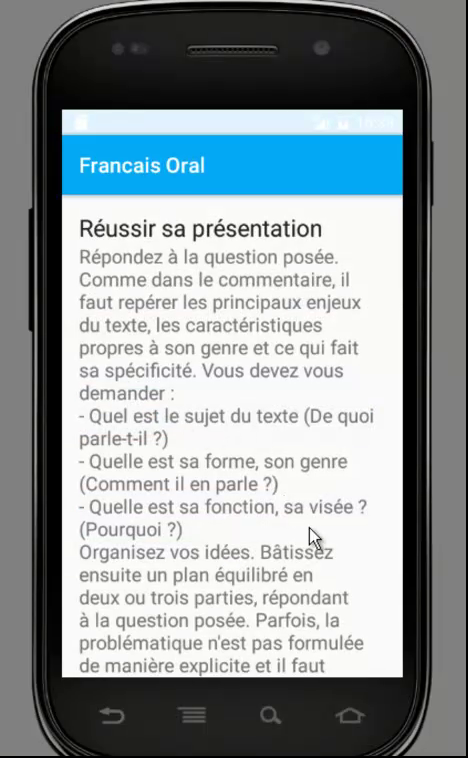 Francais Oral
Réussir sa présentation
Répondez à la question posée.
Comme dans le commentaire, il
faut repérer les principaux enjeux
du texte, les caractéristiques
propres à son genre et ce qui fait
sa spécificité. Vous devez vous
demander :
- Quel est le sujet du texte (De quoi
parle-t-il ?)
- Quelle est sa forme, son genre
(Comment il en parle ?)
- Quelle est sa fonction, sa visée ?
(Pourquoi ?)
Organisez vos idées. Bâtissez
ensuite un plan équilibré en
deux ou trois parties, répondant
à la question posée. Parfois, la
problématique n'est pas formulée
de manière explicite et il faut